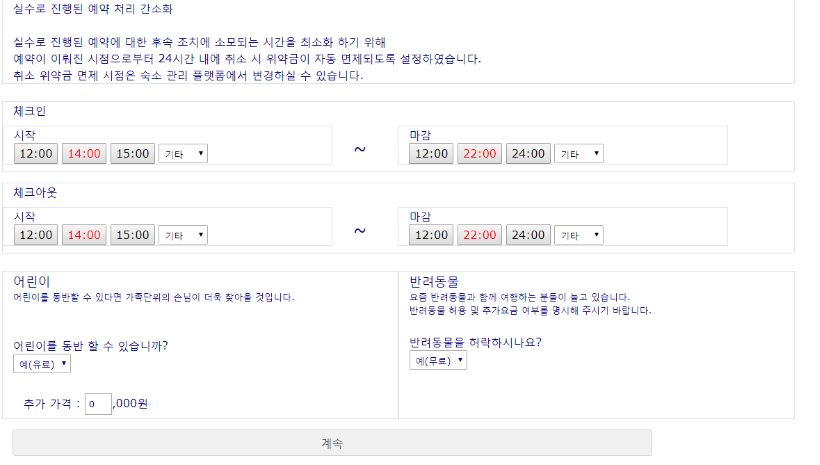 실수로 진행된 예약 처리 간소화
실수로 진행된 예약에 대한 후속 조치에 소모되는 시간을 최소화 하기 위해
예약이 이뤄진 시점으로부터 24시간 내에 취소 시 위약금이 자동 면제되도록 설정하였습니다.
취소 위약금 면제 시점은 숙소 관리 플랫폼에서 변경하실 수 있습니다.
체크인
시작
12:00 14:00 15:00 기타
~
마감
12:00 22:00 24:00 기타
체크아웃
시작
12:00 14:00 15:00 기타
~
마감
12:00 22:00 24:00 기타
어린이
어린이를 동반할 수 있다면 가족단위의 손님이 더욱 찾아올 것입니다.
어린이를 동반 할 수 있습니까?
예(유료)
추가 가격 : 0 ,000원
반려동물
요즘 반려동물과 함께 여행하는 분들이 늘고 있습니다.
반려동물 허용 및 추가요금 여부를 명시해 주시기 바랍니다.
반려동물을 허락하시나요?
예(무료)
계속